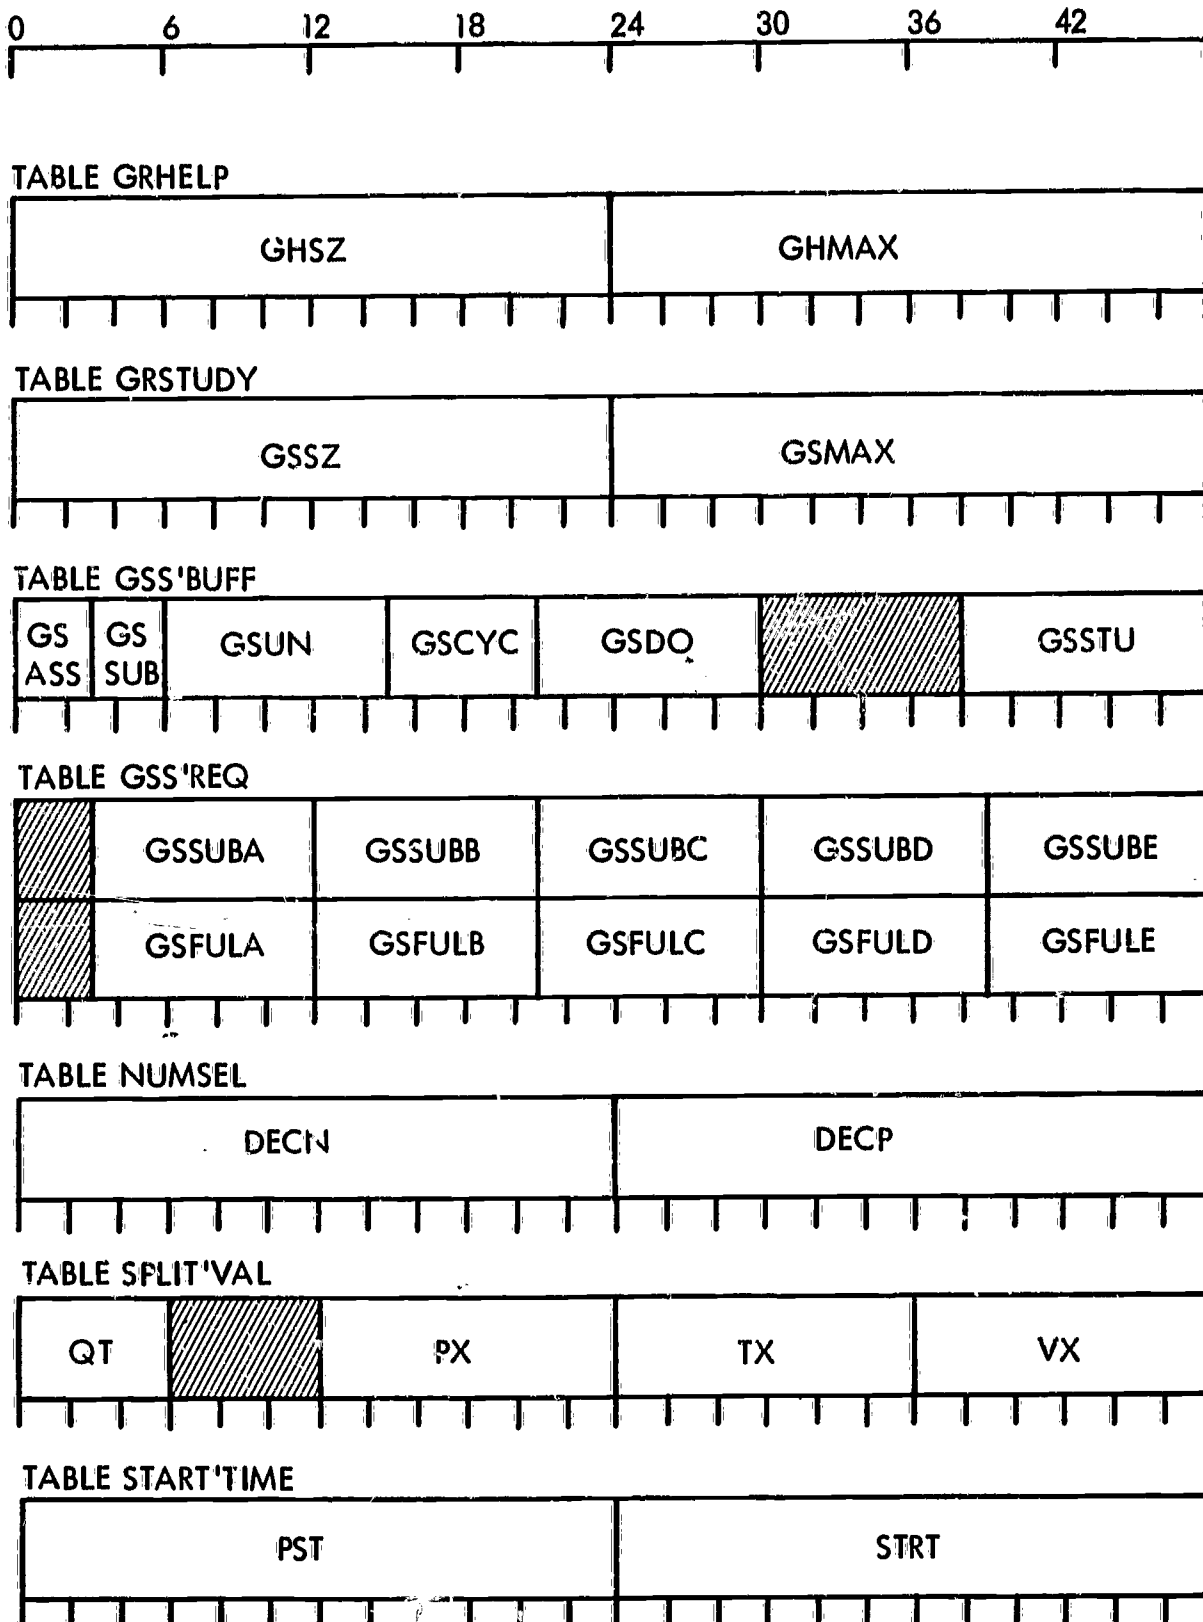 0 6 12 18 24 30 36 42
TABLE GRHELP
GHSZ GHMAX
TABLE GRSTUDY
GSSZ GSMAX
TABLE GSS'BUFF
GS ASS GS SUB GSUN GSCYC GSDO GSSTU
TABLE GSS'REQ
GSSUBA GSSUBB GSSUBC GSSUBD GSSUBE
GSFULA GSFULB GSFULC GSFULD GSFULE
TABLE NUMSEL
DECN DECP
TABLE SPLIT'VAL
QT PX TX VX
TABLE START'TIME
PST STRT